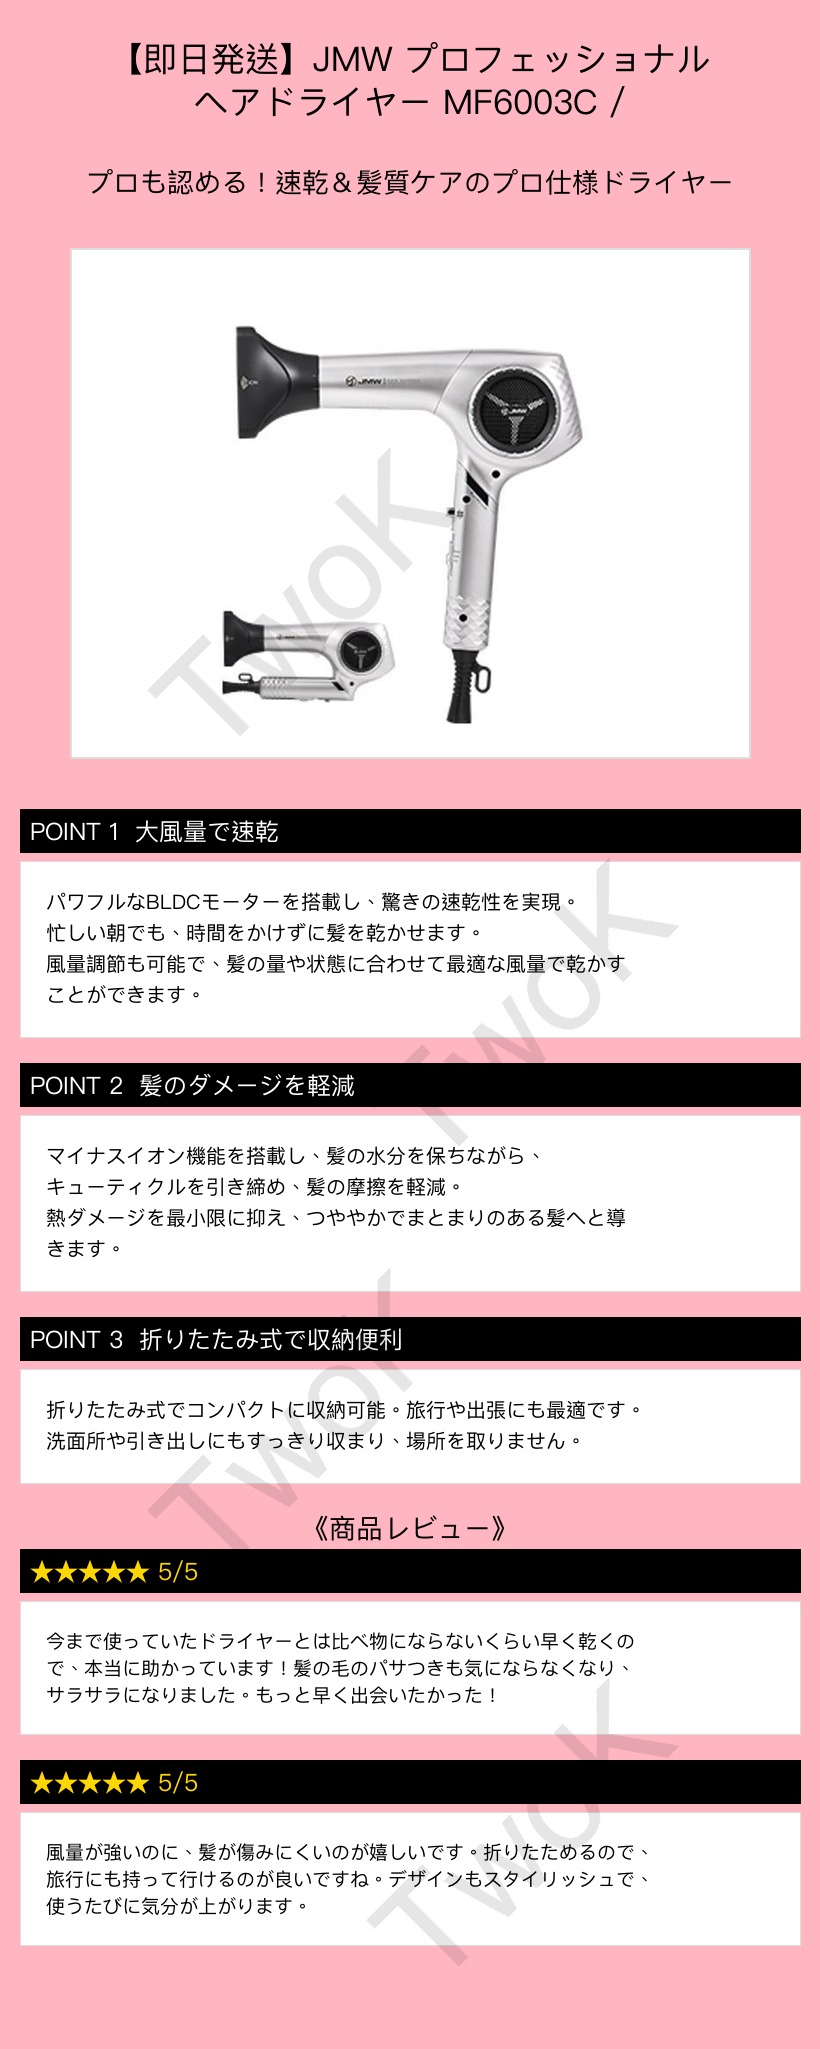 【即日発送】JMW プロフェッショナル
ヘアドライヤー MF6003C /
プロも認める！速乾＆髪質ケアのプロ仕様ドライヤー
JMW
JMW
TwoK
POINT 1 大風量で速乾
パワフルなBLDCモーターを搭載し、驚きの速乾性を実現。
忙しい朝でも、時間をかけずに髪を乾かせます。
風量調節も可能で、髪の量や状態に合わせて最適な風量で乾かす
ことができます。
TwoK
POINT 2 髪のダメージを軽減
マイナスイオン機能を搭載し、髪の水分を保ちながら、
キューティクルを引き締め、髪の摩擦を軽減。
熱ダメージを最小限に抑え、つややかでまとまりのある髪へと導
きます。
POINT 3 折りたたみ式で収納便利
折りたたみ式でコンパクトに収納可能。旅行や出張にも最適です。
洗面所や引き出しにもすっきり収まり、場所を取りません。
TwoK
《商品レビュー》
★★★★★ 5/5
今まで使っていたドライヤーとは比べ物にならないくらい早く乾くの
で、本当に助かっています！髪の毛のパサつきも気にならなくなり、
サラサラになりました。もっと早く出会いたかった！
★★★★★ 5/5
風量が強いのに、髪が傷みにくいのが嬉しいです。折りたためるので、
旅行にも持って行けるのが良いですね。デザインもスタイリッシュで、
使うたびに気分が上がります。
TwoK